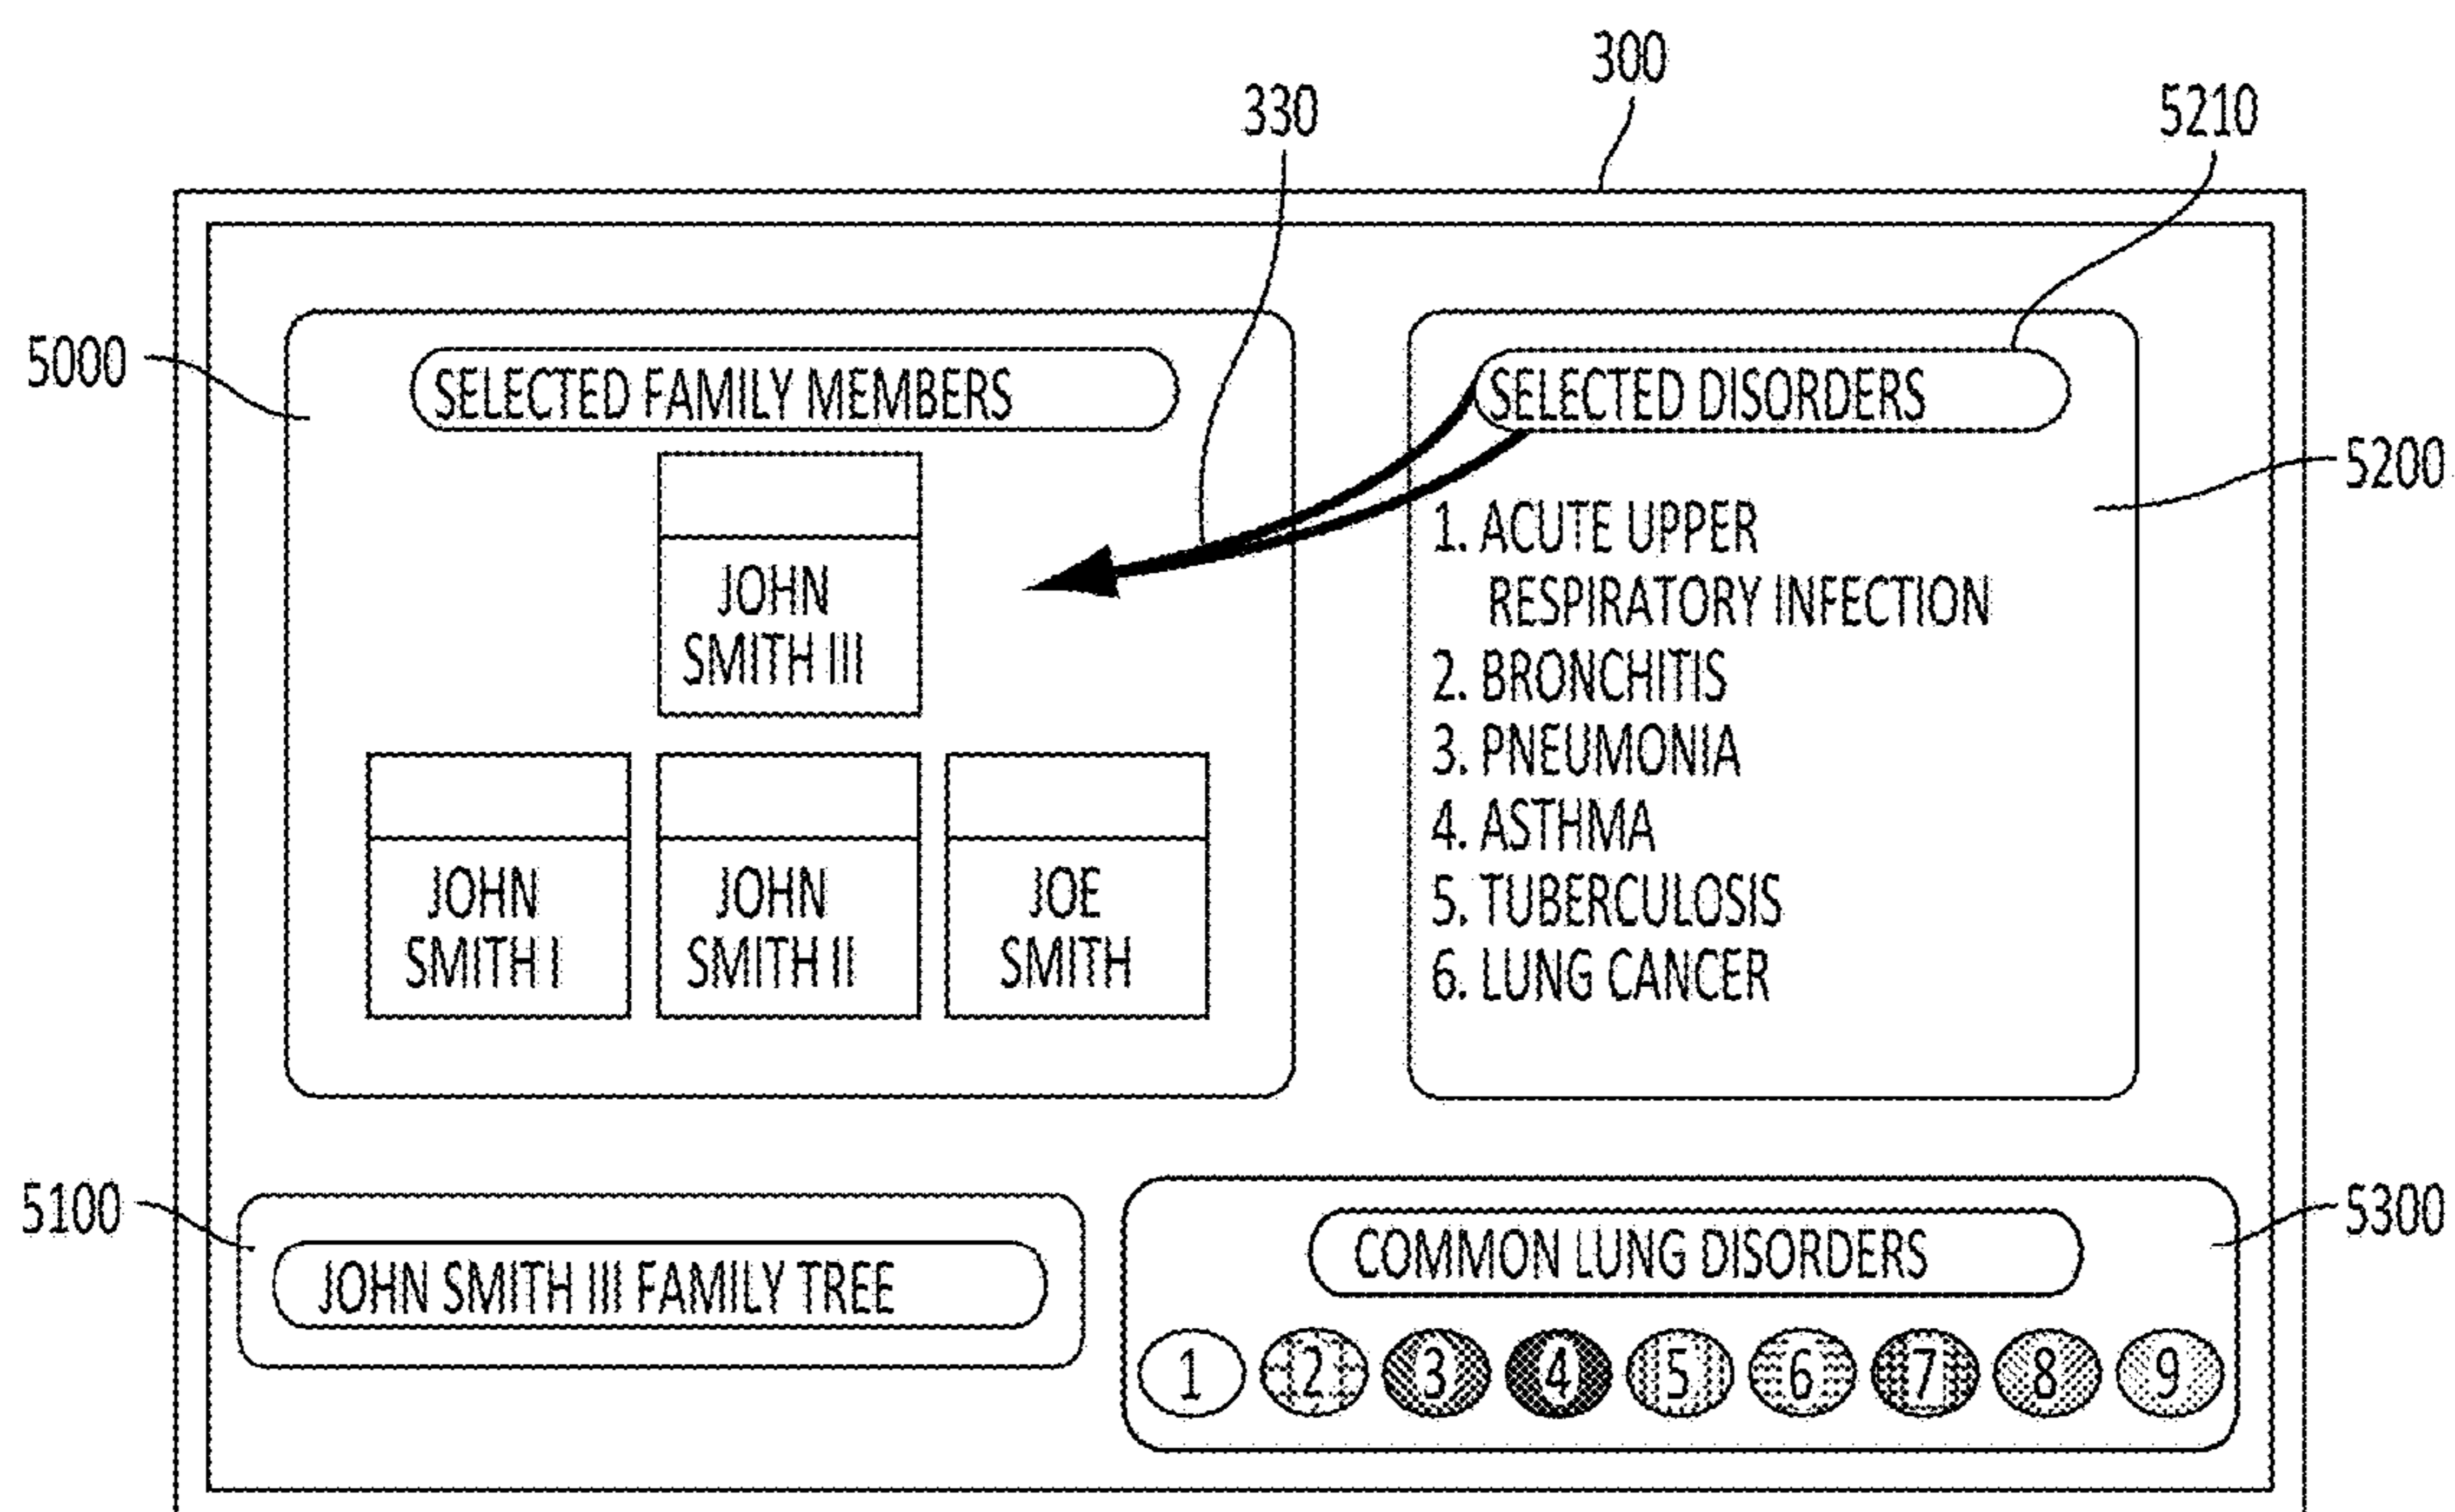 300
330
5210
5000
SELECTED FAMILY MEMBERS
JOHN
SMITH III
JOHN
SMITH I
JOHN
SMITH II
JOE
SMITH
SELECTED DISORDERS
5200
1. ACUTE UPPER
RESPIRATORY INFECTION
2. BRONCHITIS
3. PNEUMONIA
4. ASTHMA
5. TUBERCULOSIS
6. LUNG CANCER
5100
JOHN SMITH III FAMILY TREE
5300
COMMON LUNG DISORDERS
1 2 3 4 5 6 7 8 9